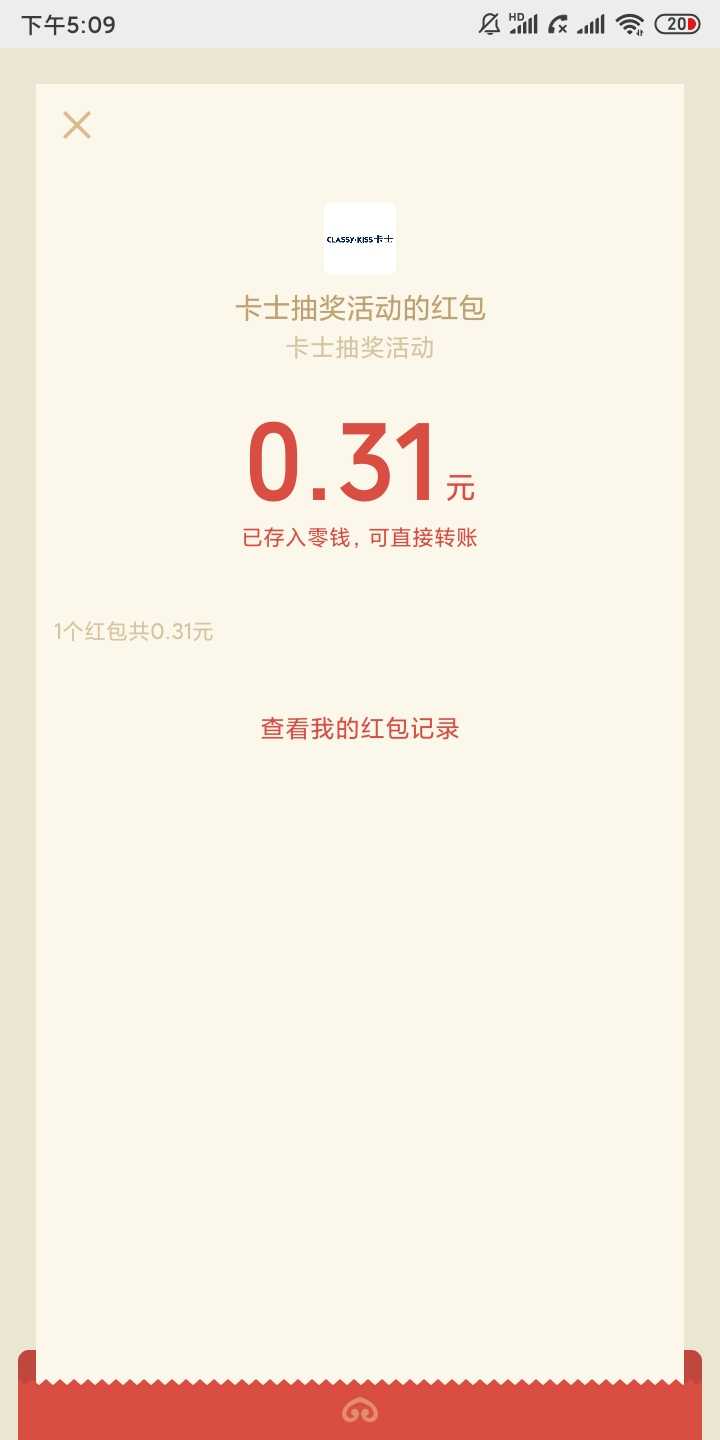 下午5:09
HD
20
CLASSY·KISS卡士
卡士抽奖活动的红包
卡士抽奖活动
0.31元
已存入零钱，可直接转账
1个红包共0.31元
查看我的红包记录